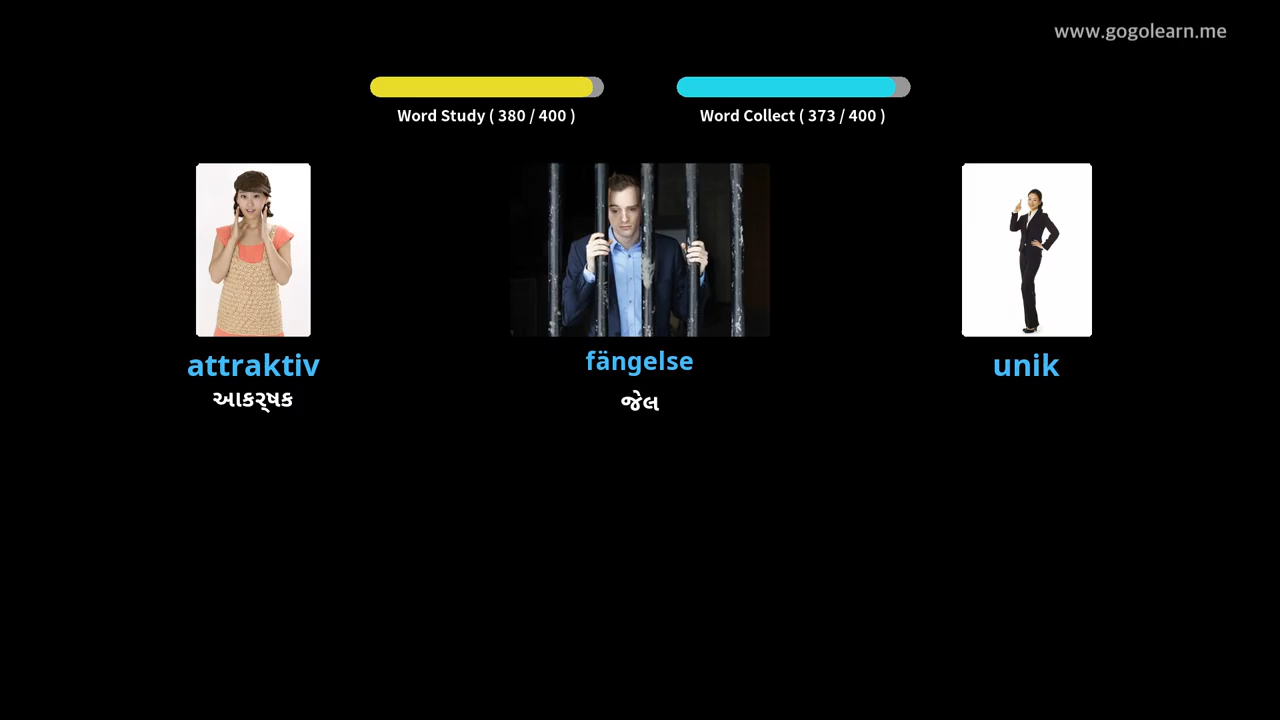 www.gogolearn.me
Word Study ( 380 / 400 )
Word Collect ( 373 / 400 )
attraktiv
આકર્ષક
fängelse
જેલ
unik